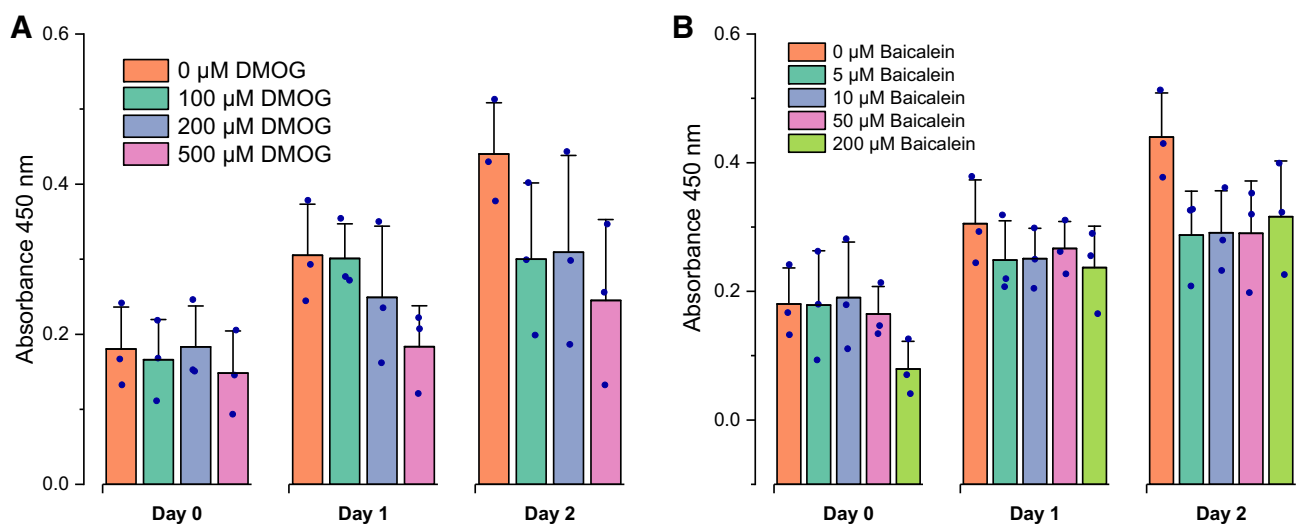 A
Absorbance 450 nm
0.6
0.4
0.2
0.0
0 µM DMOG
100 µM DMOG
200 µM DMOG
500 µM DMOG
Day 0
Day 1
Day 2
B
Absorbance 450 nm
0.6
0.4
0.2
0.0
0 µM Baicalein
5 µM Baicalein
10 µM Baicalein
50 µM Baicalein
200 µM Baicalein
Day 0
Day 1
Day 2